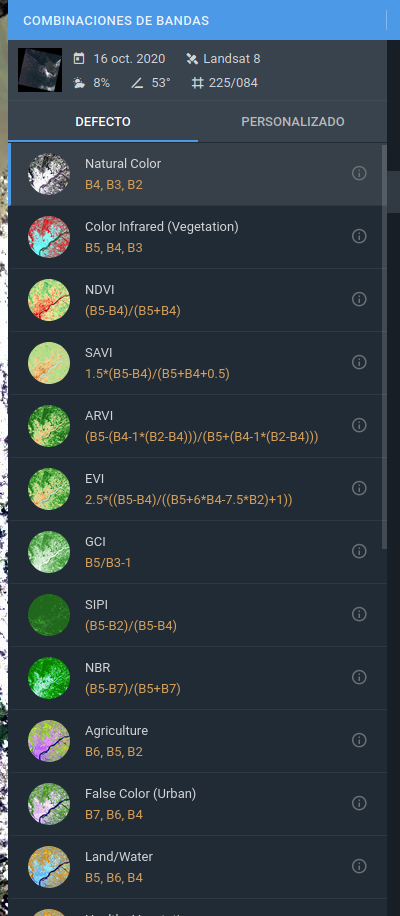 COMBINACIONES DE BANDAS
16 oct. 2020 Landsat 8
8% 53° 225/084
DEFECTO PERSONALIZADO
Natural Color
B4, B3, B2
Color Infrared (Vegetation)
B5, B4, B3
NDVI
(B5-B4)/(B5+B4)
SAVI
1.5*(B5-B4)/(B5+B4+0.5)
ARVI
(B5-(B4-1*(B2-B4)))/(B5+(B4-1*(B2-B4)))
EVI
2.5*((B5-B4)/((B5+6*B4-7.5*B2)+1))
GCI
B5/B3-1
SIPI
(B5-B2)/(B5-B4)
NBR
(B5-B7)/(B5+B7)
Agriculture
B6, B5, B2
False Color (Urban)
B7, B6, B4
Land/Water
B5, B6, B4